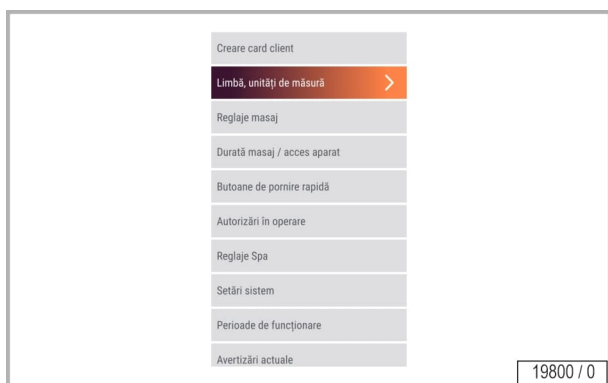 Creare card client
Limbă, unități de măsură
Reglaje masaj
Durată masaj / acces aparat
Butoane de pornire rapidă
Autorizări în operare
Reglaje Spa
Setări sistem
Perioade de funcționare
Avertizări actuale
19800 / 0